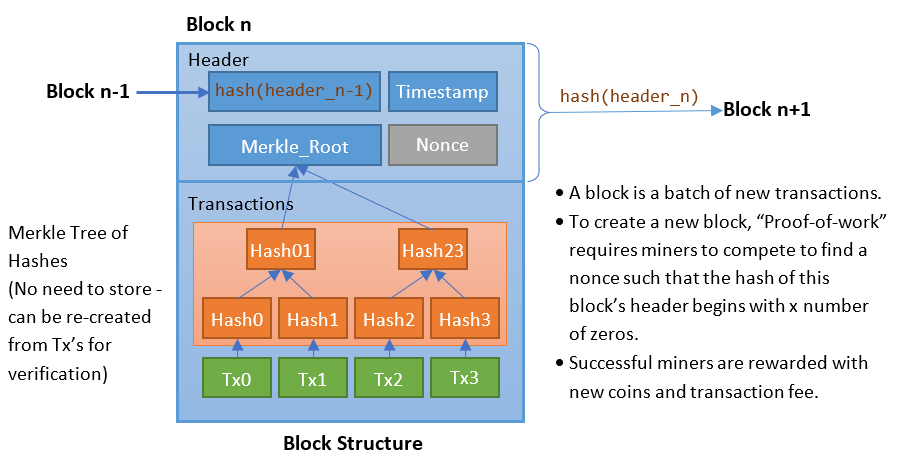 Block n
Header
Block n-1
hash(header_n-1)
Timestamp
hash(header_n)
Block n+1
Merkle_Root
Nonce
Transactions
Hash01
Hash23
Hash0
Hash1
Hash2
Hash3
Tx0
Tx1
Tx2
Tx3
Merkle Tree of
Hashes
(No need to store -
can be re-created
from Tx’s for
verification)
• A block is a batch of new transactions.
• To create a new block, “Proof-of-work”
requires miners to compete to find a
nonce such that the hash of this
block’s header begins with x number
of zeros.
• Successful miners are rewarded with
new coins and transaction fee.
Block Structure